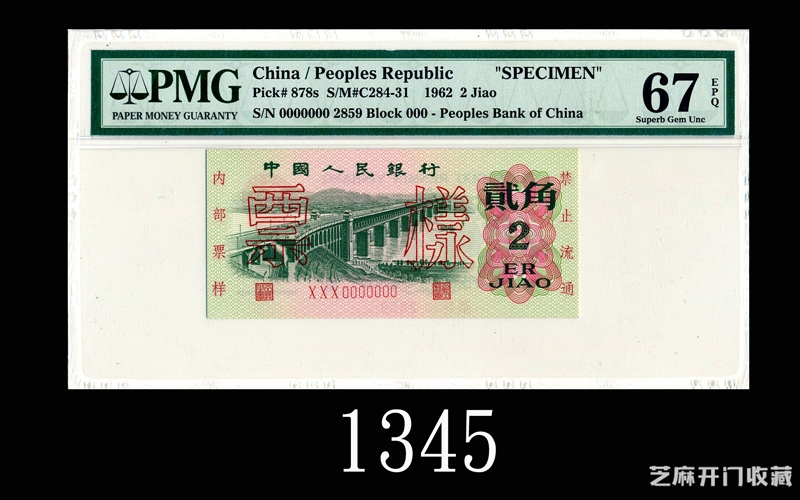 PMG
PAPER MONEY GUARANTY
China / Peoples Republic "SPECIMEN"
Pick# 878s S/M#C284-31 1962 2 Jiao
S/N 0000000 2859 Block 000 - Peoples Bank of China
67 EPQ
Superb Gem Unc
中國人民銀行
内部票样
票樣
禁止流通
貳角
2
ER
JIAO
XXX0000000
1345
芝麻开门收藏